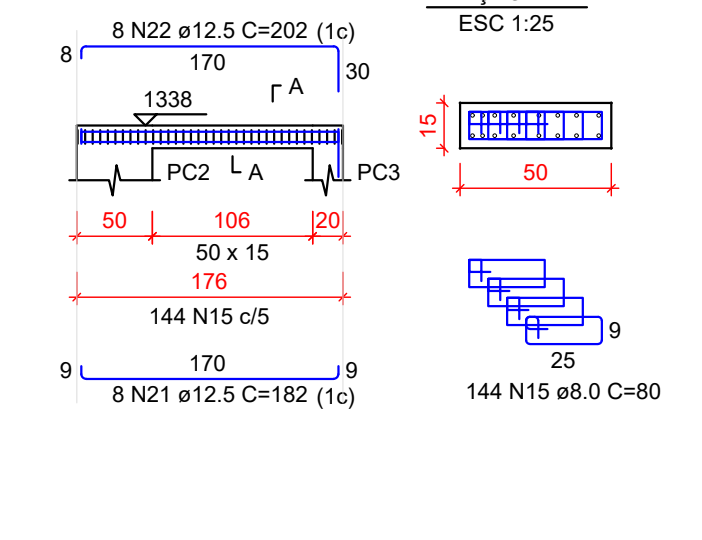 8 N22 ø12.5 C=202 (1c)
8
170
30
A
1338
PC2
A
PC3
50
106
20
50 x 15
176
144 N15 c/5
9
170
9
8 N21 ø12.5 C=182 (1c)
ESC 1:25
15
50
9
25
144 N15 ø8.0 C=80